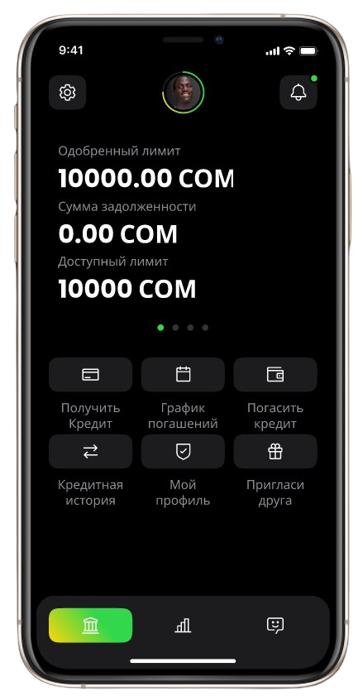 9:41
Одобренный лимит
10000.00 СОМ
Сумма задолженности
0.00 СОМ
Доступный лимит
10000 СОМ
Получить Кредит
График погашений
Погасить кредит
Кредитная история
Мой профиль
Пригласи друга